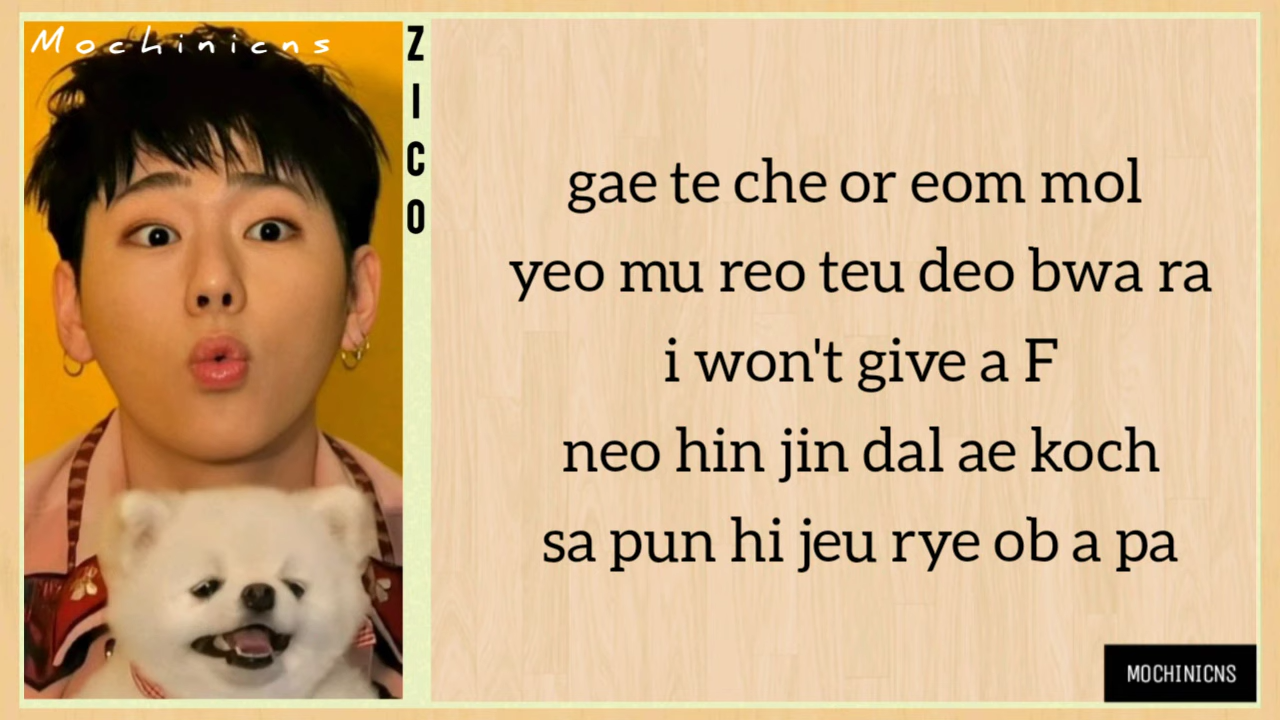 Mochinicns
ZICO
gae te che or eom mol
yeo mu reo teu deo bwa ra
i won't give a F
neo hin jin dal ae koch
sa pun hi jeu rye ob a pa
MOCHINICNS